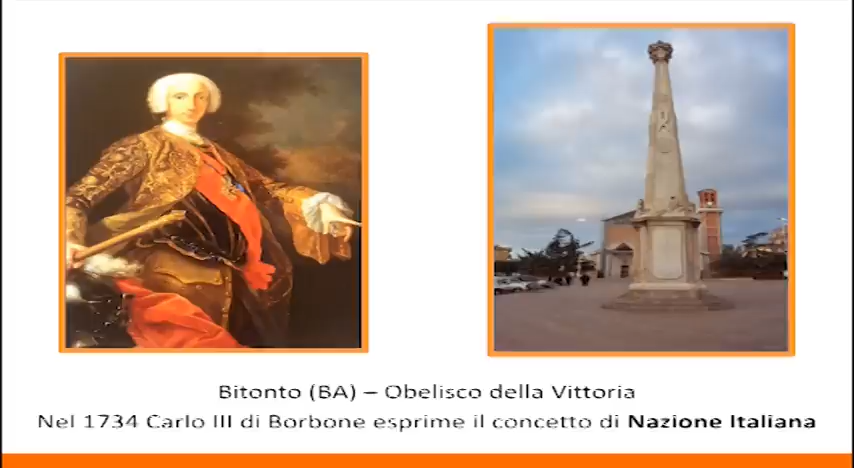 Bitonto (BA) – Obelisco della Vittoria
Nel 1734 Carlo III di Borbone esprime il concetto di Nazione Italiana